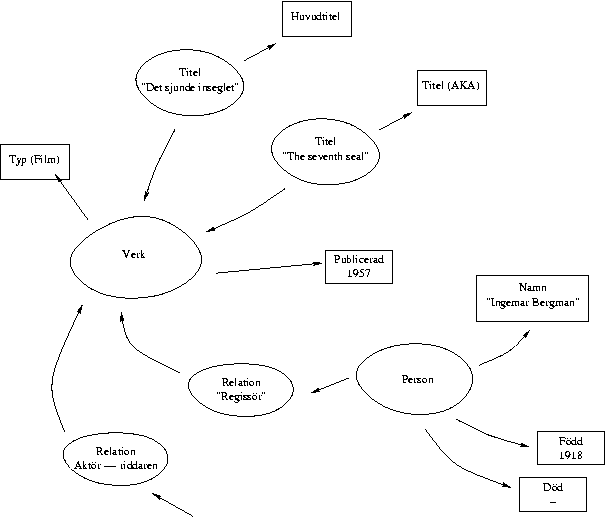 Huvudtitel
Titel
"Det sjunde inseglet"
Titel (AKA)
Titel
"The seventh seal"
Typ (Film)
Verk
Publicerad
1957
Namn
"Ingemar Bergman"
Relation
"Regissör"
Person
Relation
Aktör — riddaren
Född
1918
Död
–